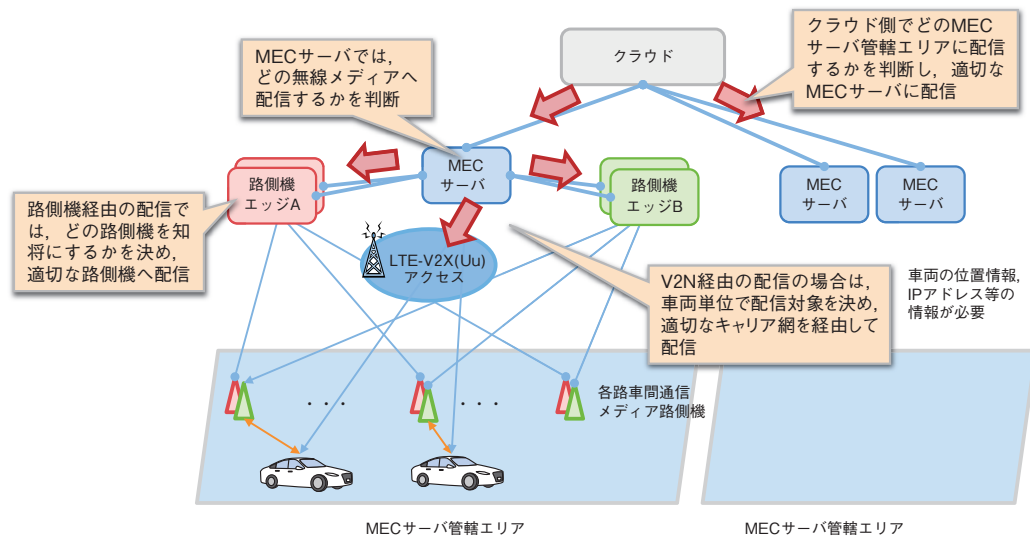 クラウド
クラウド側でどのMEC
サーバ管轄エリアに配信
するかを判断し，適切な
MECサーバに配信
MECサーバでは，
どの無線メディアへ
配信するかを判断
路側機
エッジA
MEC
サーバ
路側機
エッジB
MEC
サーバ
MEC
サーバ
路側機経由の配信で
は，どの路側機を知
将にするかを決め，
適切な路側機へ配信
LTE-V2X(Uu)
アクセス
V2N経由の配信の場合は，
車両単位で配信対象を決め，
適切なキャリア網を経由して
配信
車両の位置情報，
IPアドレス等の
情報が必要
・・・
・・・
各路車間通信
メディア路側機
MECサーバ管轄エリア
MECサーバ管轄エリア